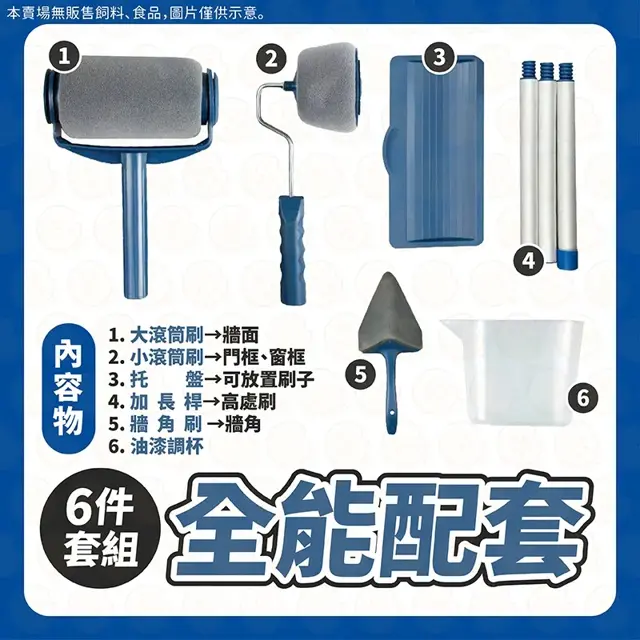 本賣場無販售飼料、食品，圖片僅供示意。
1
2
3
4
5
6
內容物
1. 大滾筒刷→牆面
2. 小滾筒刷→門框、窗框
3. 托 盤→可放置刷子
4. 加長桿→高處刷
5. 牆角刷→牆角
6. 油漆調杯
6件
套組
全能配套